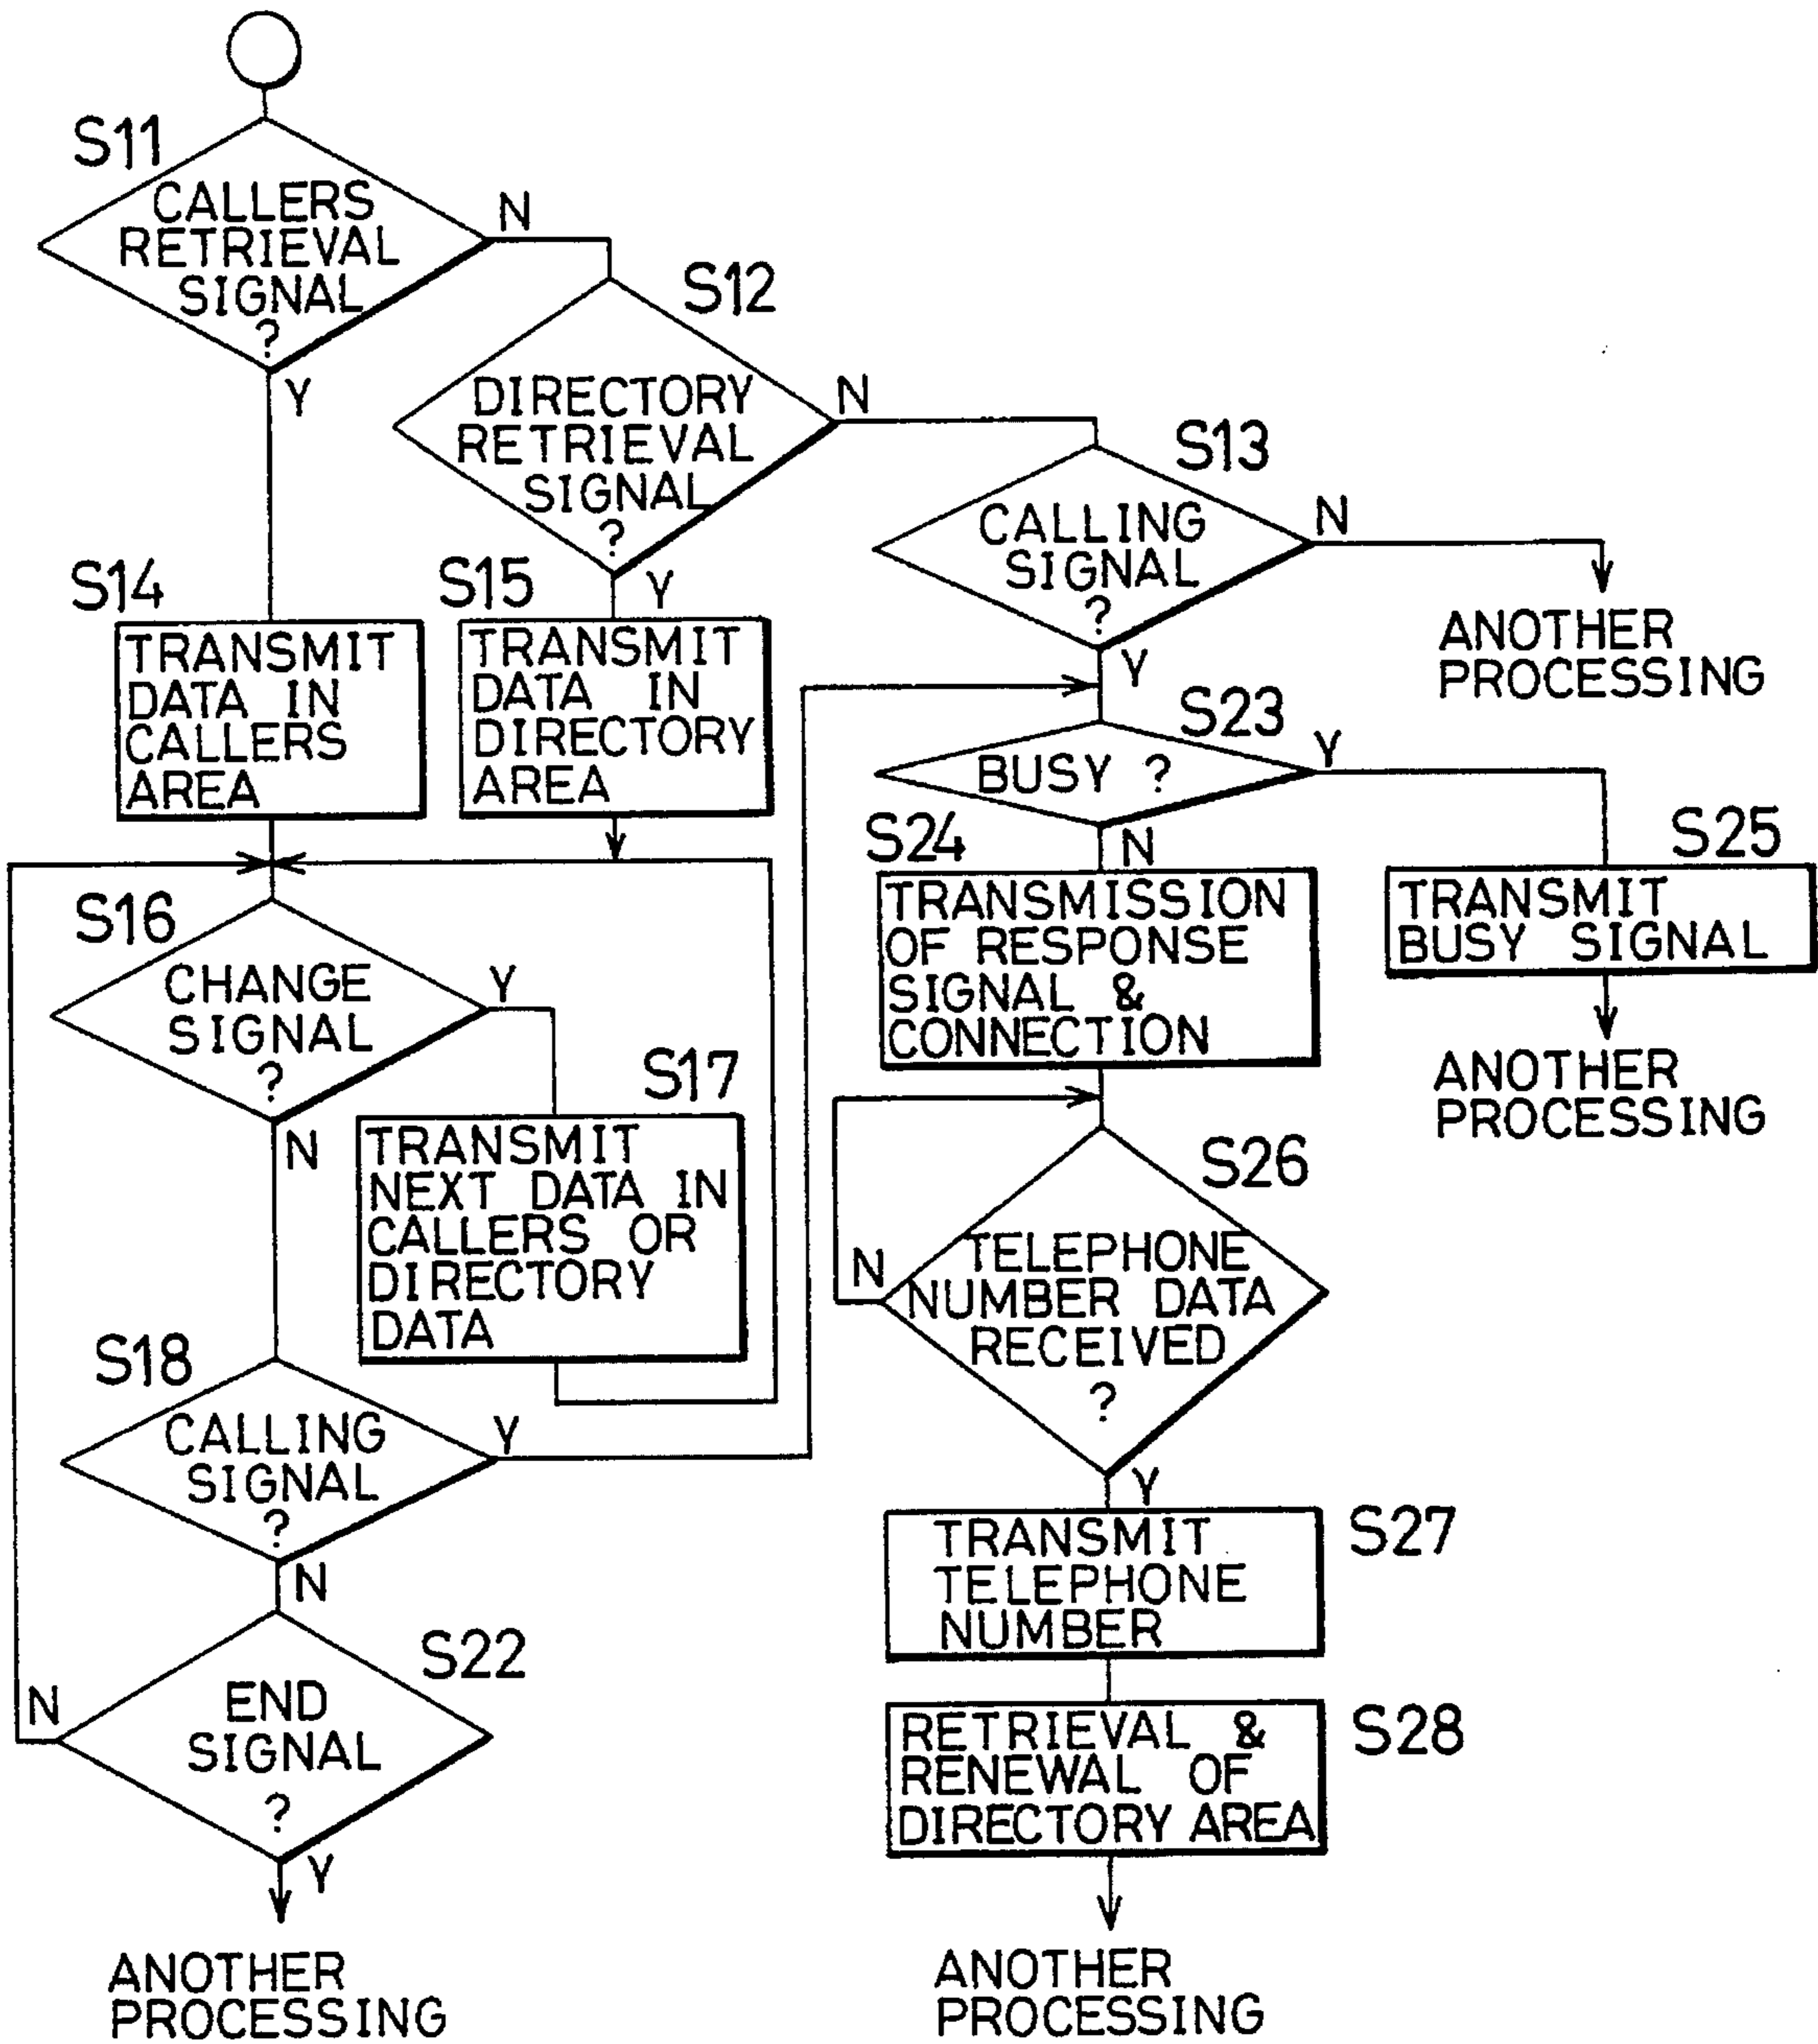 S11
CALLERS
RETRIEVAL
SIGNAL
?
N
Y
S12
DIRECTORY
RETRIEVAL
SIGNAL
?
N
Y
S13
CALLING
SIGNAL
?
N
Y
ANOTHER
PROCESSING
S14
TRANSMIT
DATA IN
CALLERS
AREA
S15
TRANSMIT
DATA IN
DIRECTORY
AREA
S16
CHANGE
SIGNAL
?
Y
N
S17
TRANSMIT
NEXT DATA IN
CALLERS OR
DIRECTORY
DATA
S18
CALLING
SIGNAL
?
Y
N
S22
END
SIGNAL
?
N
Y
ANOTHER
PROCESSING
S23
BUSY ?
Y
N
S24
TRANSMISSION
OF RESPONSE
SIGNAL &
CONNECTION
S25
TRANSMIT
BUSY SIGNAL
ANOTHER
PROCESSING
S26
TELEPHONE
NUMBER DATA
RECEIVED
?
N
Y
S27
TRANSMIT
TELEPHONE
NUMBER
S28
RETRIEVAL &
RENEWAL OF
DIRECTORY AREA
ANOTHER
PROCESSING